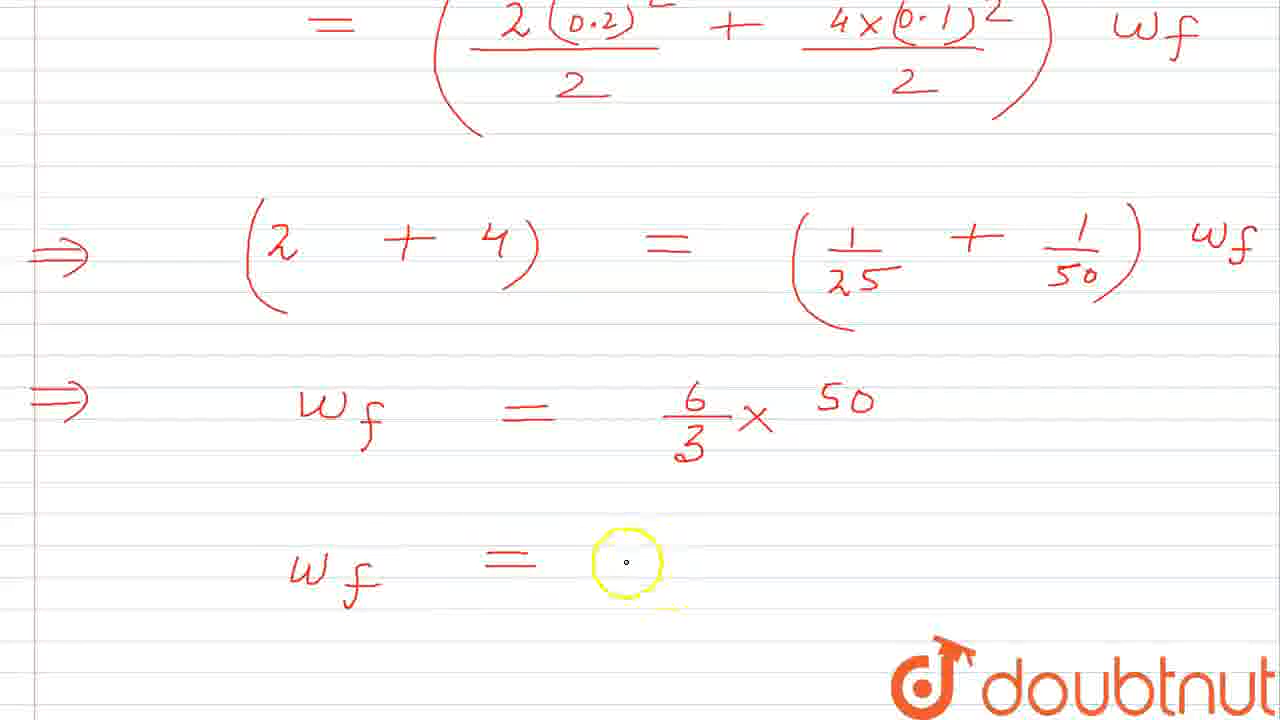 = ( 2(0.2)²/2 + 4×(0.1)²/2 ) ωf
⇒ (2 + 4) = ( 1/25 + 1/50 ) ωf
⇒ ωf = 6/3 × 50
ωf =
doubtnut